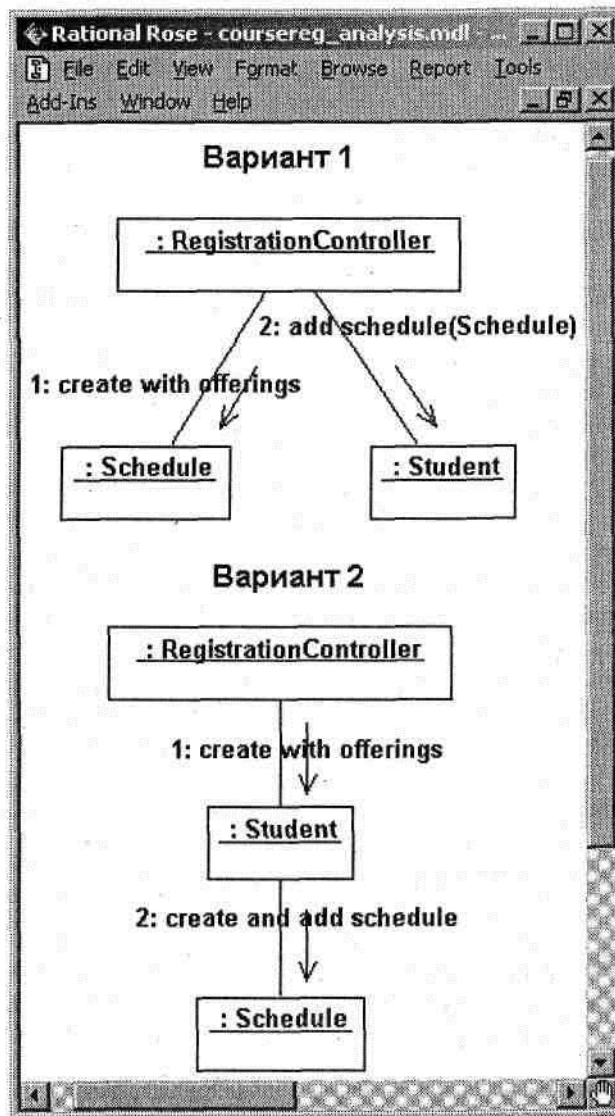 Rational Rose - coursereg_analysis.mdl - ...
File Edit View Format Browse Report Tools
Add-Ins Window Help
Вариант 1
: RegistrationController
2: add schedule(Schedule)
1: create with offerings
: Schedule
: Student
Вариант 2
: RegistrationController
1: create with offerings
: Student
2: create and add schedule
: Schedule